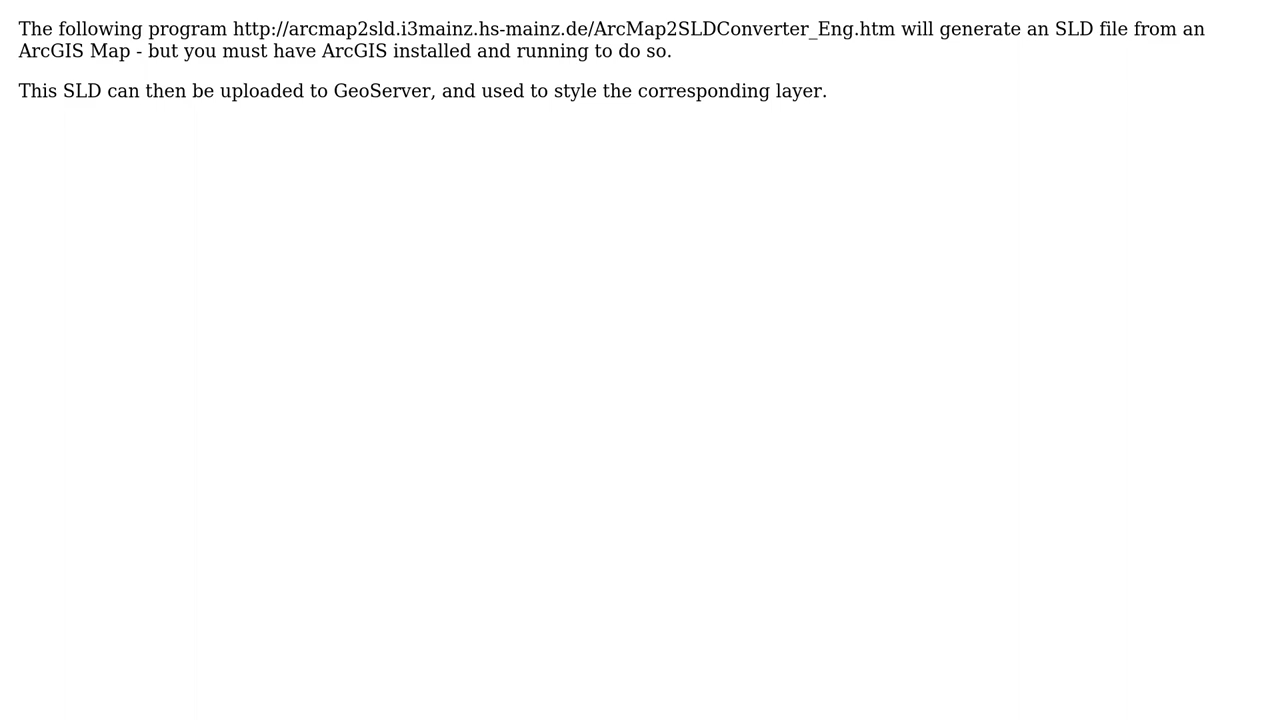 The following program http://arcmap2sld.i3mainz.hs-mainz.de/ArcMap2SLDConverter_Eng.htm will generate an SLD file from an
ArcGIS Map - but you must have ArcGIS installed and running to do so.
This SLD can then be uploaded to GeoServer, and used to style the corresponding layer.